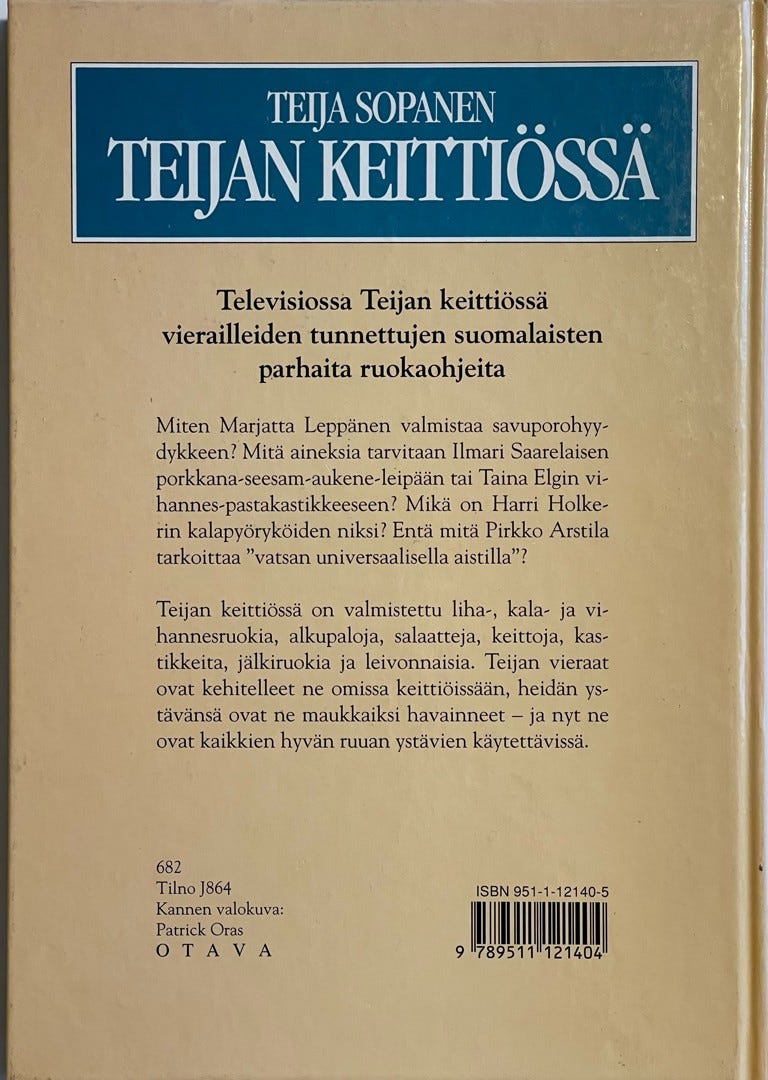 TEIJA SOPANEN
TEIJAN KEITTIÖSSÄ
Televisiossa Teijan keittiössä
vierailleiden tunnettujen suomalaisten
parhaita ruokaohjeita
Miten Marjatta Leppänen valmistaa savuporohyy-
dykkeen? Mitä aineksia tarvitaan Ilmari Saarelaisen
porkkana-seesam-aukene-leipään tai Taina Elgin vi-
hannes-pastakastikkeeseen? Mikä on Harri Holke-
rin kalapyöryköiden niksi? Entä mitä Pirkko Arstila
tarkoittaa ”vatsan universaalisella aistilla”?
Teijan keittiössä on valmistettu liha-, kala- ja vi-
hannesruokia, alkupaloja, salaatteja, keittoja, kas-
tikkeita, jälkiruokia ja leivonnaisia. Teijan vieraat
ovat kehitelleet ne omissa keittiöissään, heidän ys-
tävänsä ovat ne maukkaiksi havainneet – ja nyt ne
ovat kaikkien hyvän ruuan ystävien käytettävissä.
682
Tilno J864
Kannen valokuva:
Patrick Oras
OTAVA
ISBN 951-1-12140-5
9 789511 121404